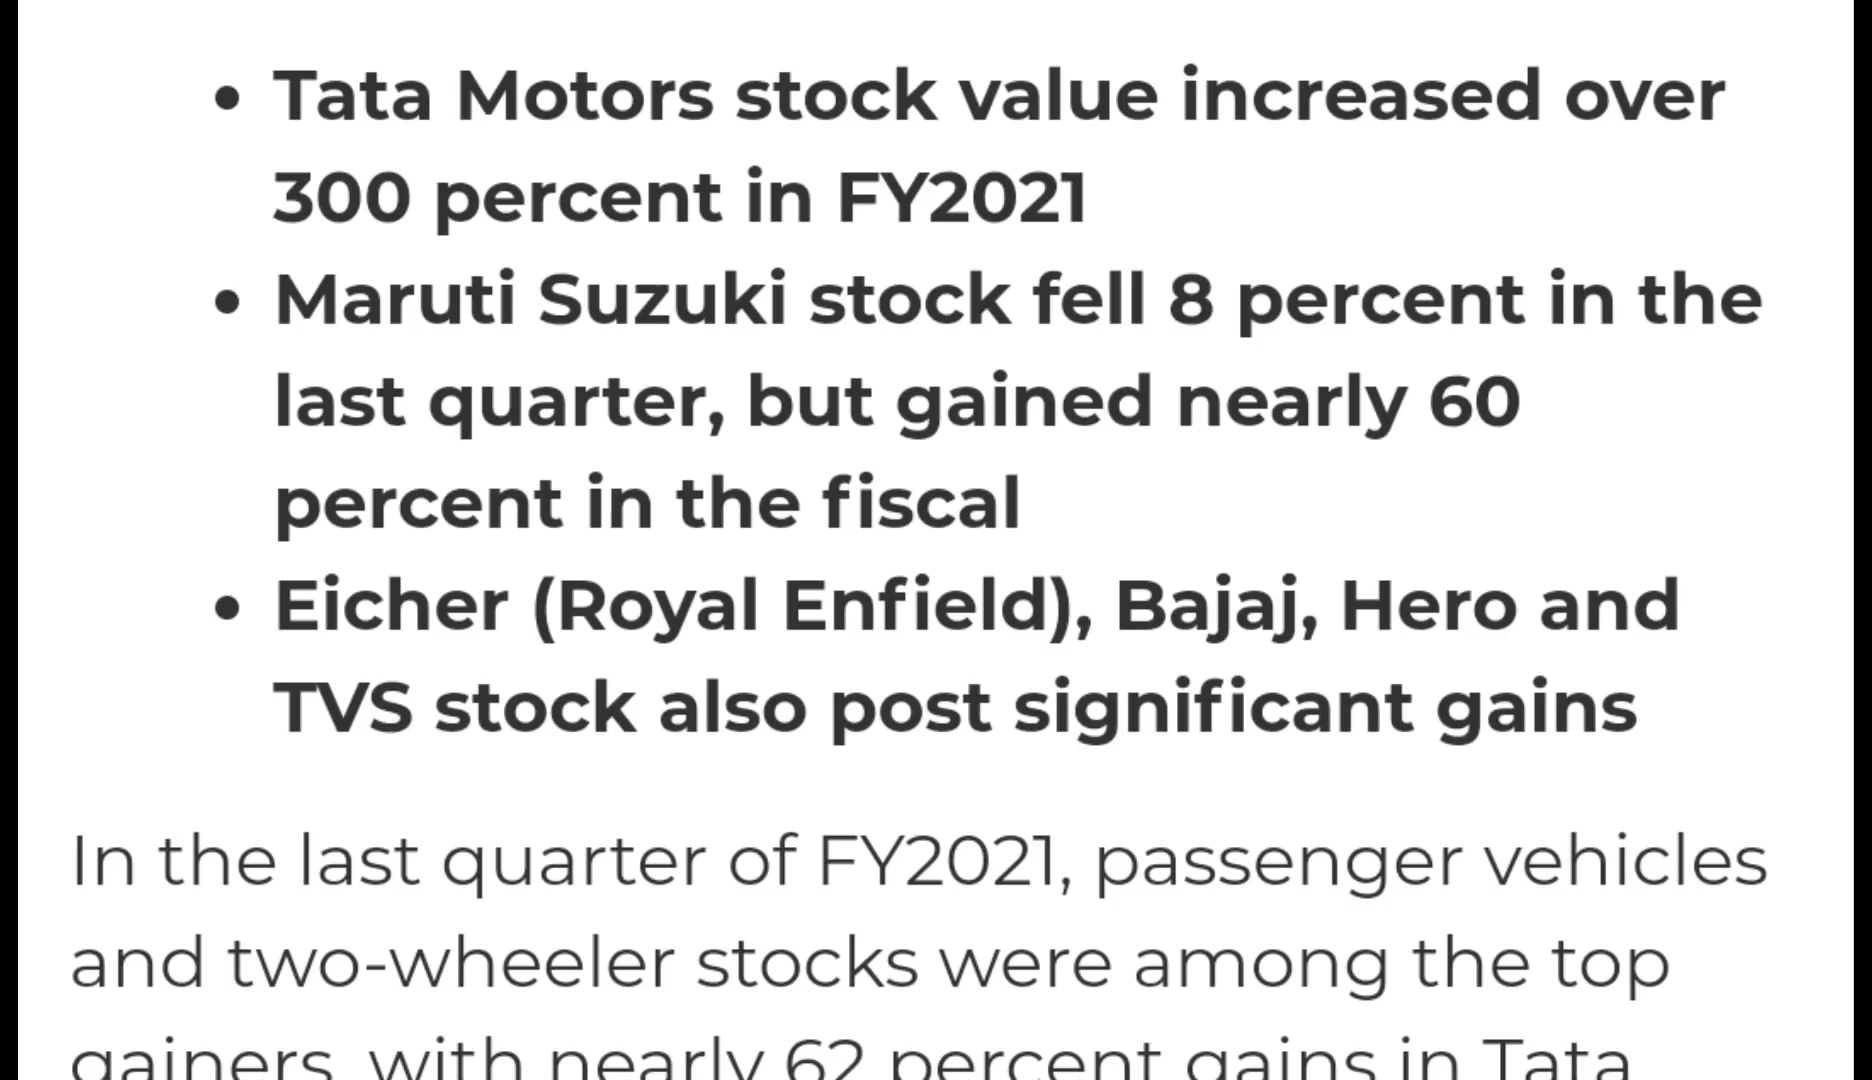 • Tata Motors stock value increased over
300 percent in FY2021
• Maruti Suzuki stock fell 8 percent in the
last quarter, but gained nearly 60
percent in the fiscal
• Eicher (Royal Enfield), Bajaj, Hero and
TVS stock also post significant gains
In the last quarter of FY2021, passenger vehicles
and two-wheeler stocks were among the top
gainers, with nearly 62 percent gains in Tata